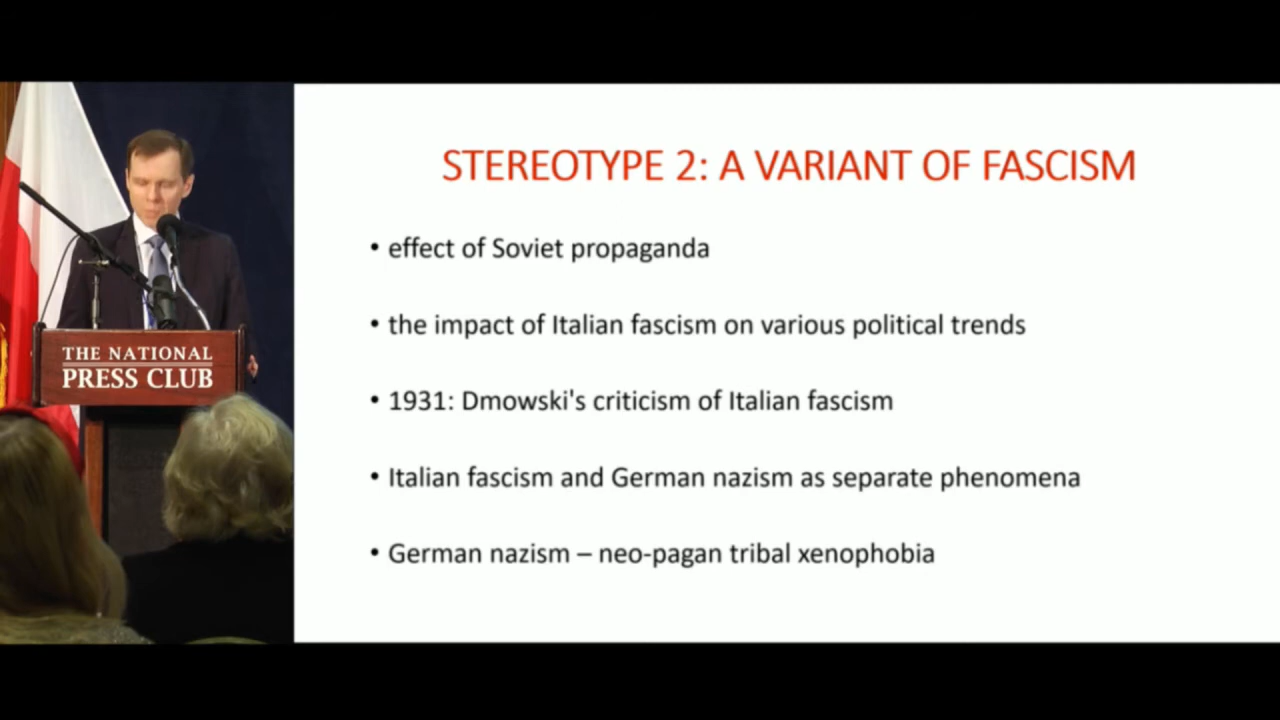 THE NATIONAL
PRESS CLUB
STEREOTYPE 2: A VARIANT OF FASCISM
• effect of Soviet propaganda
• the impact of Italian fascism on various political trends
• 1931: Dmowski's criticism of Italian fascism
• Italian fascism and German nazism as separate phenomena
• German nazism – neo-pagan tribal xenophobia